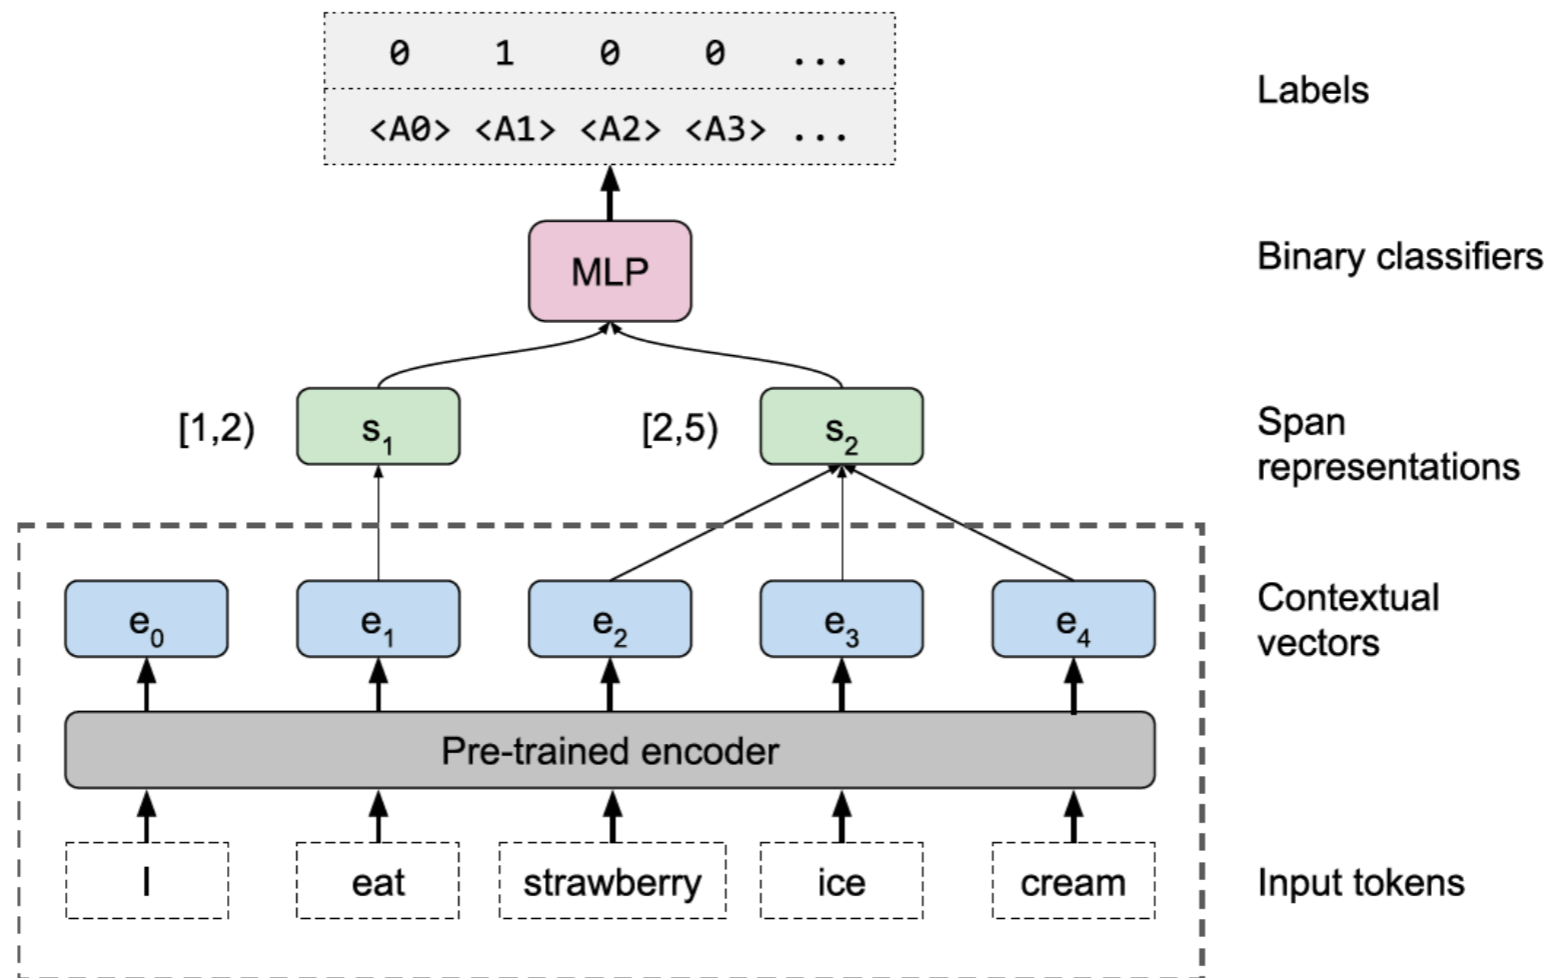 0 1 0 0 ...
<A0> <A1> <A2> <A3> ...
Labels
MLP
Binary classifiers
[1,2) s1 [2,5) s2
Span
representations
e0 e1 e2 e3 e4
Contextual
vectors
Pre-trained encoder
I eat strawberry ice cream
Input tokens